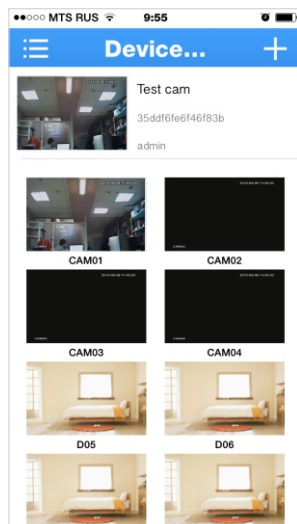 MTS RUS 9:55
Device...
Test cam
35ddf6fe6f46f83b
admin
CAM01 CAM02
CAM03 CAM04
D05 D06